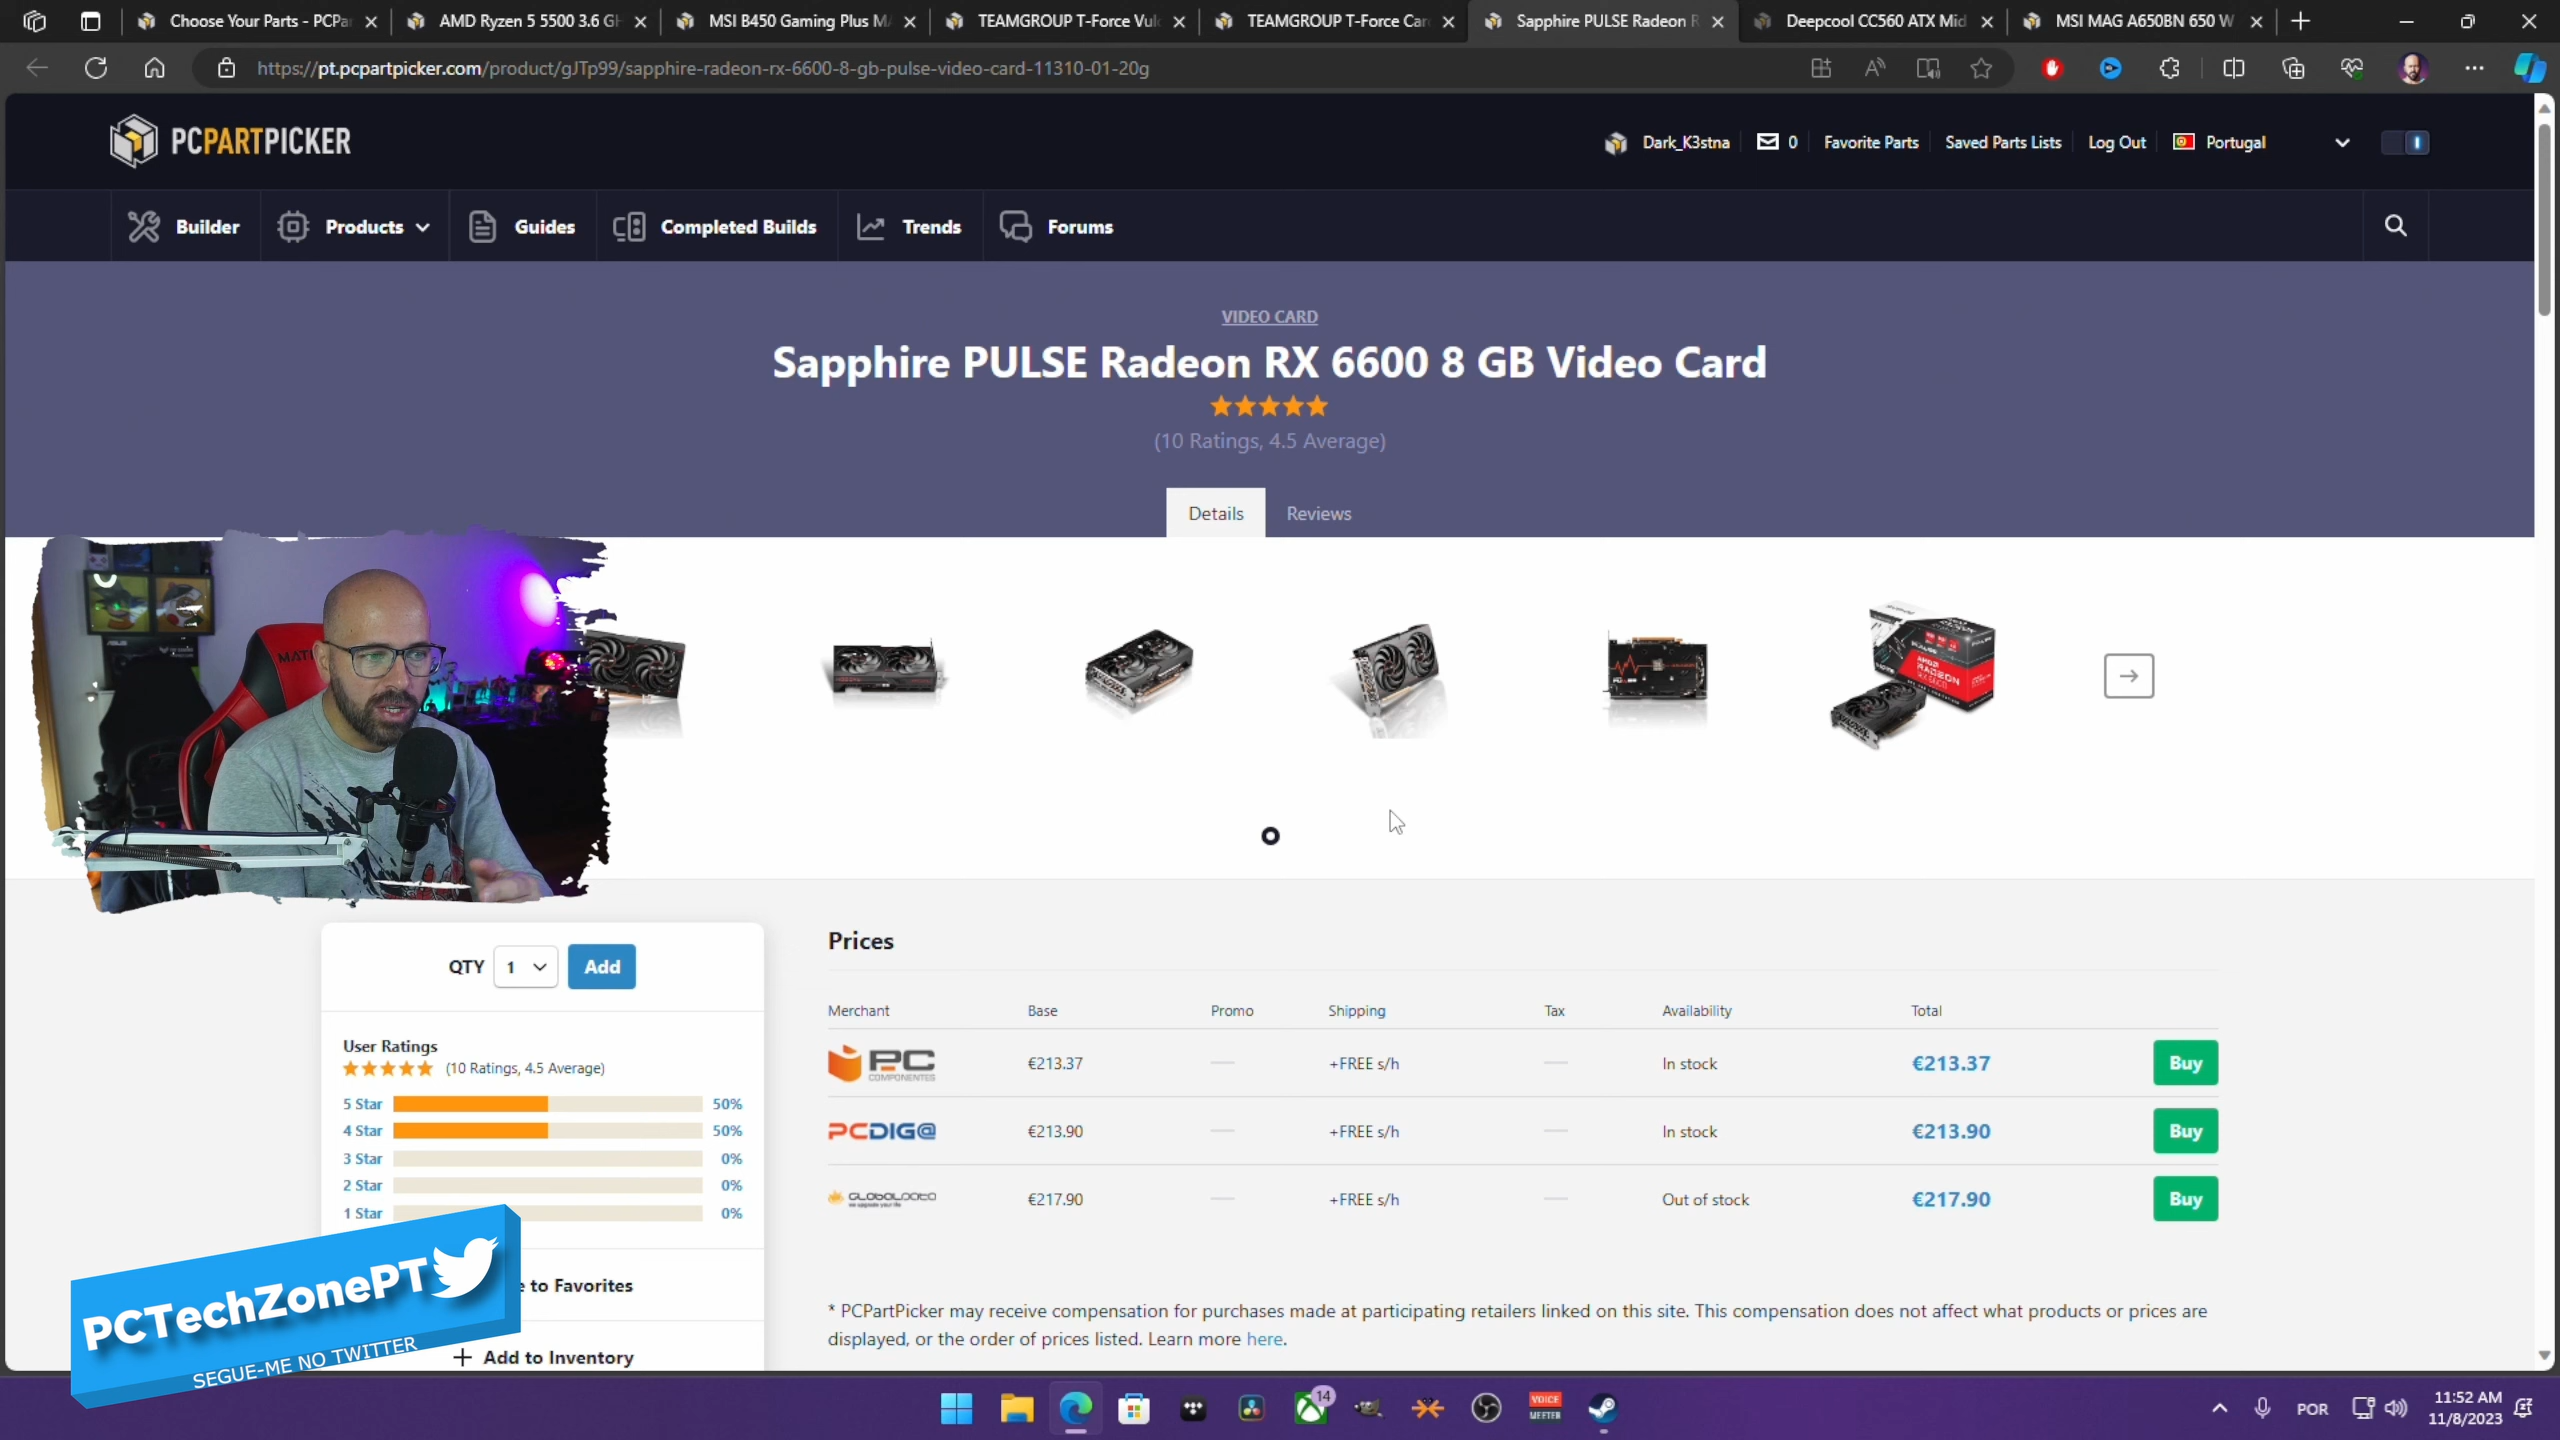 Choose Your Parts - PCPa
AMD Ryzen 5 5500 3.6 GH
MSI B450 Gaming Plus MA
TEAMGROUP T-Force Vul
TEAMGROUP T-Force Car
Sapphire PULSE Radeon R
Deepcool CC560 ATX Mid
MSI MAG A650BN 650 W
https://pt.pcpartpicker.com/product/gJTp99/sapphire-radeon-rx-6600-8-gb-pulse-video-card-11310-01-20g
PCPARTPICKER
Dark_K3stna
0
Favorite Parts
Saved Parts Lists
Log Out
Portugal
Builder
Products
Guides
Completed Builds
Trends
Forums
VIDEO CARD
Sapphire PULSE Radeon RX 6600 8 GB Video Card
(10 Ratings, 4.5 Average)
Details
Reviews
QTY 1 Add
User Ratings
(10 Ratings, 4.5 Average)
5 Star 50%
4 Star 50%
3 Star 0%
2 Star 0%
1 Star 0%
e to Favorites
+ Add to Inventory
Prices
Merchant Base Promo Shipping Tax Availability Total
PC COMPONENTES €213.37 — +FREE s/h — In stock €213.37 Buy
PCDIG@ €213.90 — +FREE s/h — In stock €213.90 Buy
€217.90 — +FREE s/h — Out of stock €217.90 Buy
* PCPartPicker may receive compensation for purchases made at participating retailers linked on this site. This compensation does not affect what products or prices are
displayed, or the order of prices listed. Learn more here.
PCTechZonePT
SEGUE-ME NO TWITTER
14
VOICE
MEETER
POR
11:52 AM
11/8/2023